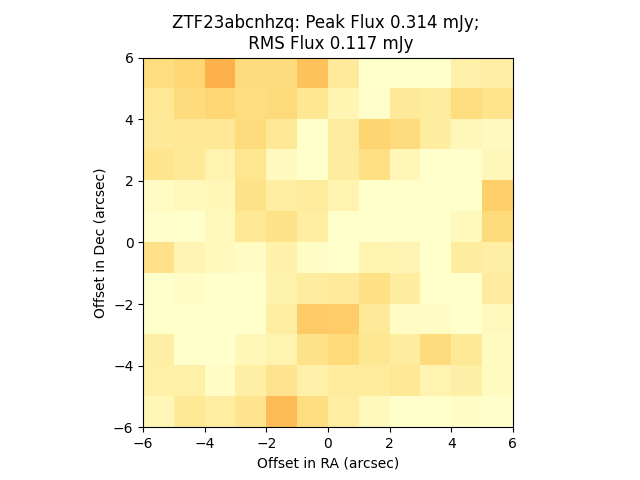 ZTF23abcnhzq: Peak Flux 0.314 mJy;
RMS Flux 0.117 mJy
6
4
2
0
−2
−4
−6
Offset in Dec (arcsec)
−6 −4 −2 0 2 4 6
Offset in RA (arcsec)